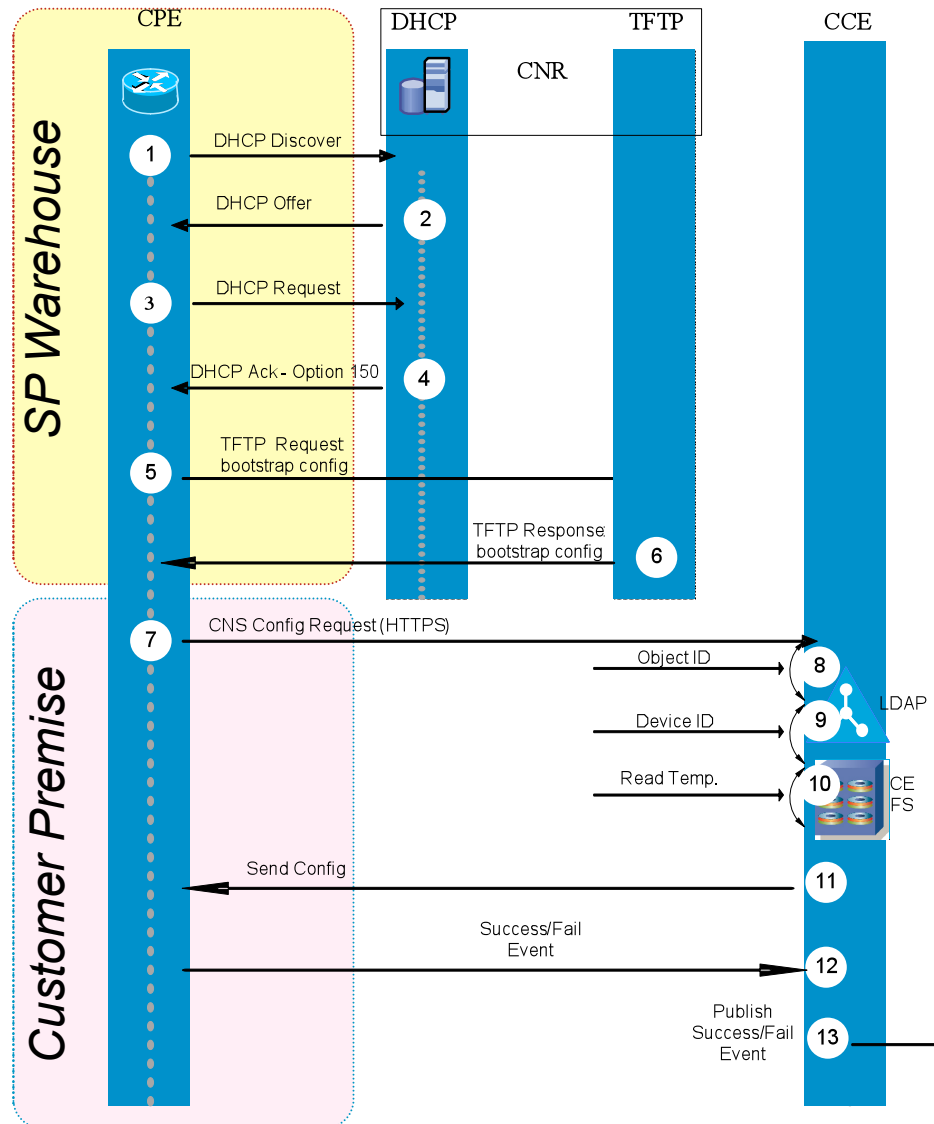 CPE
DHCP
TFTP
CCE
CNR
SP Warehouse
1
DHCP Discover
DHCP Offer
2
3
DHCP Request
DHCP Ack - Option 150
4
TFTP Request
bootstrap config
5
TFTP Response
bootstrap config
6
Customer Premise
7
CNS Config Request (HTTPS)
Object ID
8
LDAP
Device ID
9
Read Temp.
10
CE
FS
Send Config
11
Success/Fail
Event
12
Publish
Success/Fail
Event
13